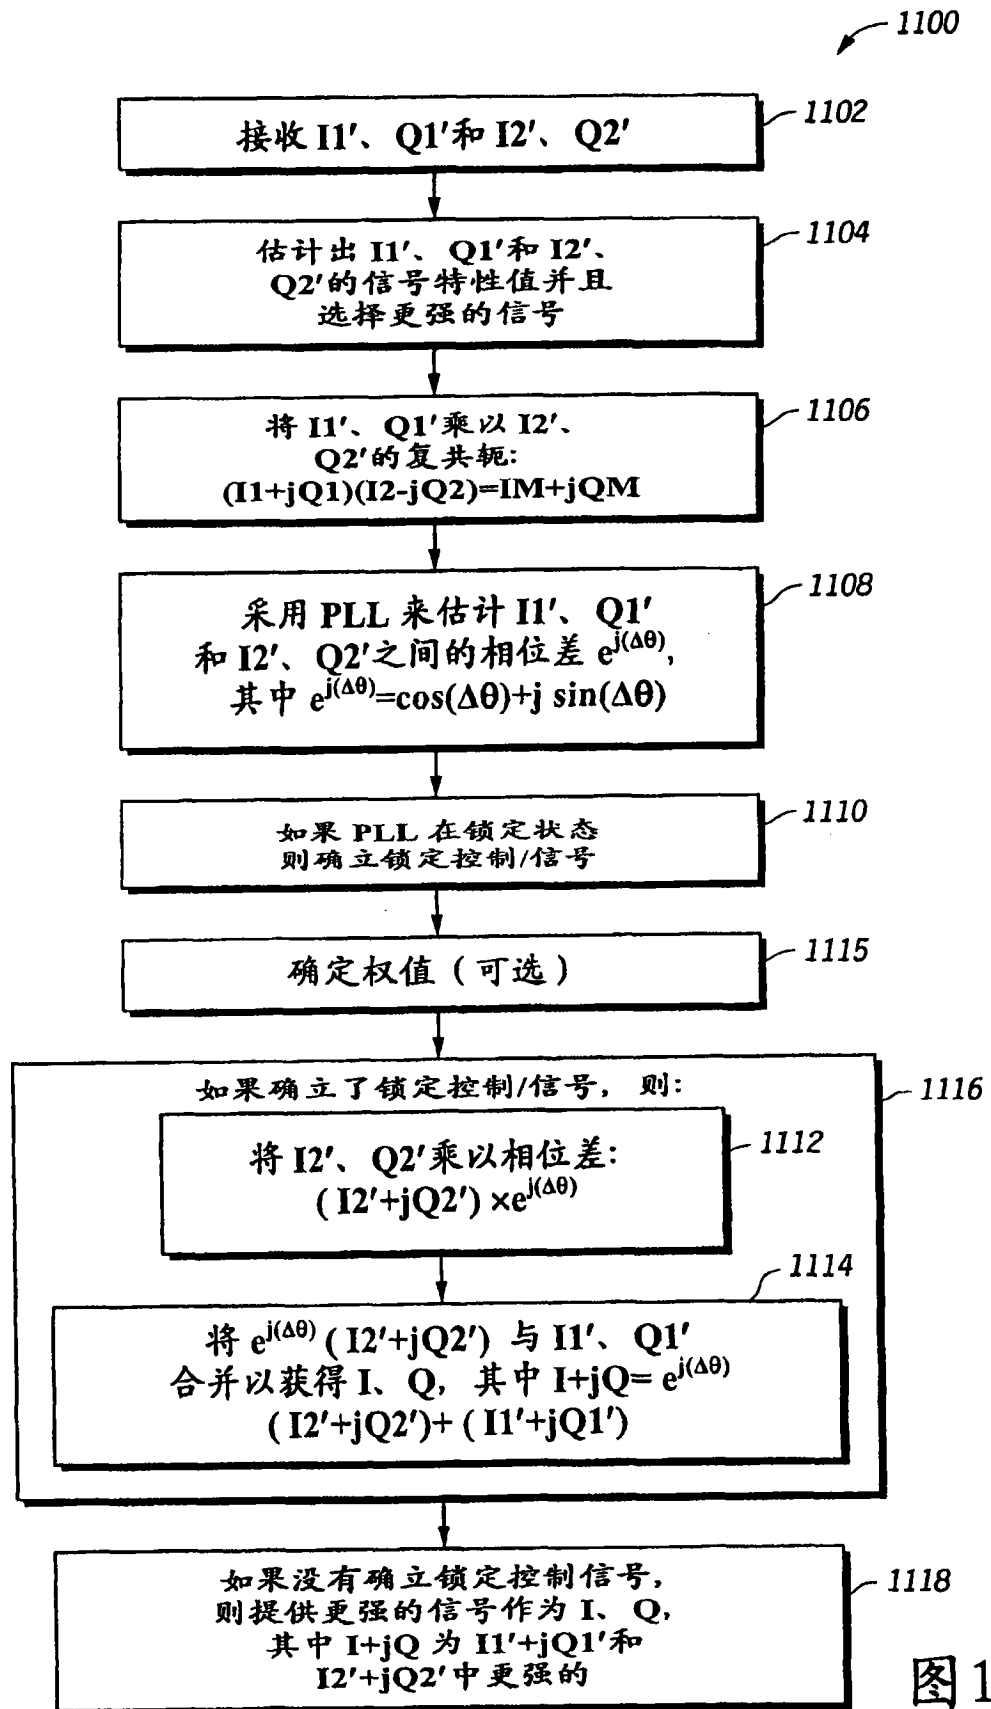 1100
接收 I1′、Q1′和 I2′、Q2′
1102
估计出 I1′、Q1′和 I2′、
Q2′的信号特性值并且
选择更强的信号
1104
将 I1′、Q1′乘以 I2′、
Q2′的复共轭:
(I1+jQ1)(I2-jQ2)=IM+jQM
1106
采用 PLL 来估计 I1′、Q1′
和 I2′、Q2′之间的相位差 e^j(Δθ),
其中 e^j(Δθ)=cos(Δθ)+j sin(Δθ)
1108
如果 PLL 在锁定状态
则确立锁定控制/信号
1110
确定权值 (可选)
1115
如果确立了锁定控制/信号, 则:
1116
将 I2′、Q2′乘以相位差:
(I2′+jQ2′)×e^j(Δθ)
1112
1114
将 e^j(Δθ)(I2′+jQ2′) 与 I1′、Q1′
合并以获得 I、Q, 其中 I+jQ= e^j(Δθ)
(I2′+jQ2′)+(I1′+jQ1′)
如果没有确立锁定控制信号,
则提供更强的信号作为 I、Q,
其中 I+jQ 为 I1′+jQ1′和
I2′+jQ2′中更强的
1118
图 1